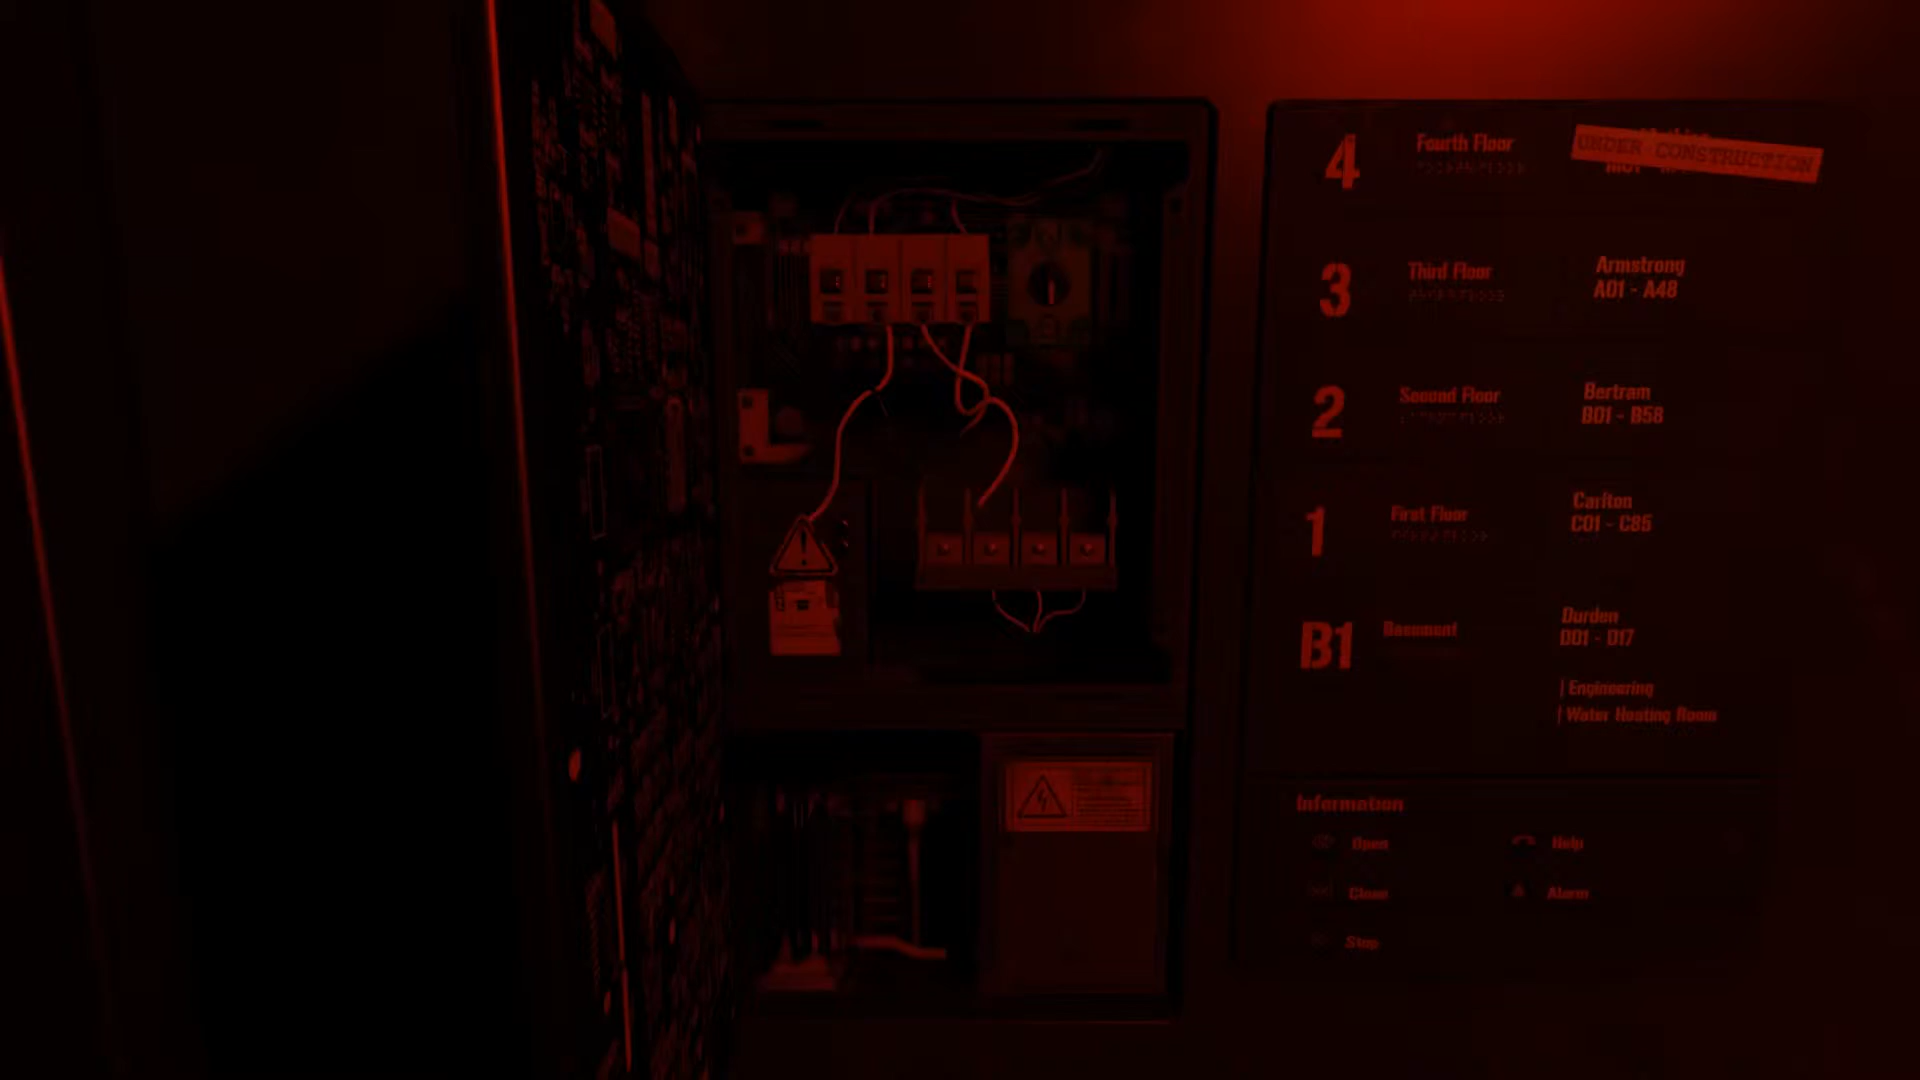 4
Fourth Floor
UNDER CONSTRUCTION
3
Third Floor
Armstrong
A01 - A48
2
Second Floor
Bertram
B01 - B58
1
First Floor
Carlton
C01 - C85
B1
Basement
Durden
D01 - D17
| Engineering
| Water Heating Room
Information
Open
Help
Close
Alarm
Stop